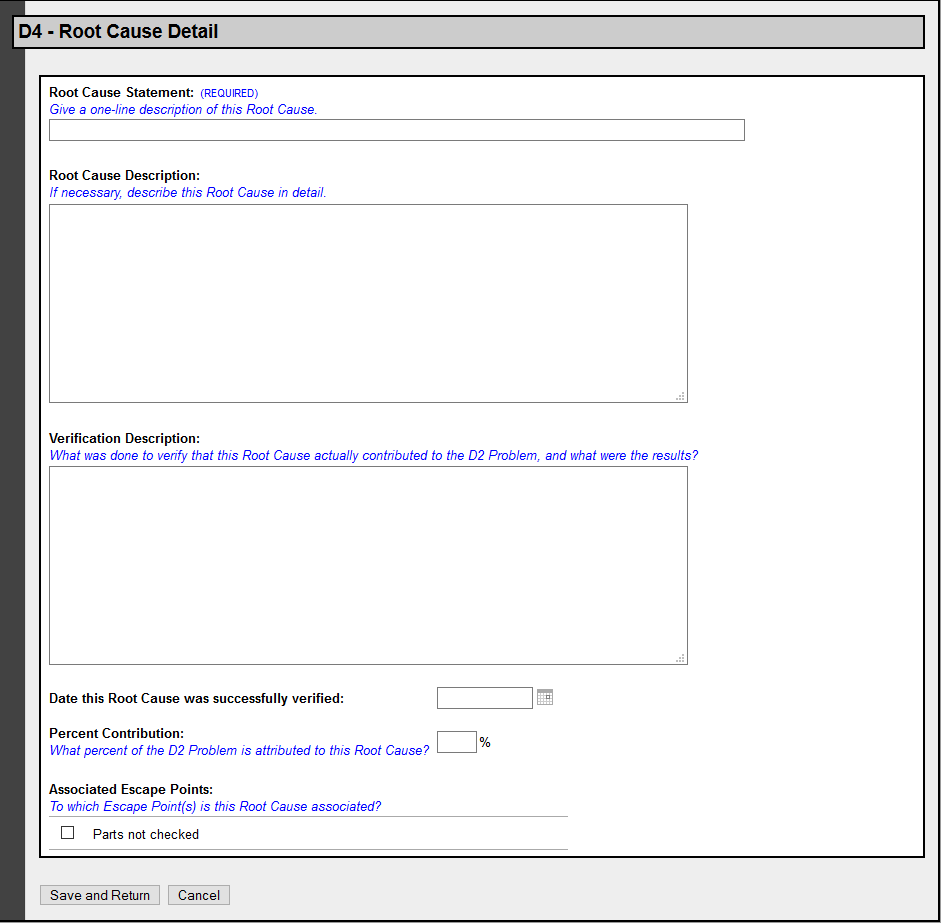 D4 - Root Cause Detail
Root Cause Statement: (REQUIRED)
Give a one-line description of this Root Cause.
Root Cause Description:
If necessary, describe this Root Cause in detail.
Verification Description:
What was done to verify that this Root Cause actually contributed to the D2 Problem, and what were the results?
Date this Root Cause was successfully verified:
Percent Contribution:
What percent of the D2 Problem is attributed to this Root Cause? %
Associated Escape Points:
To which Escape Point(s) is this Root Cause associated?
Parts not checked
Save and Return Cancel